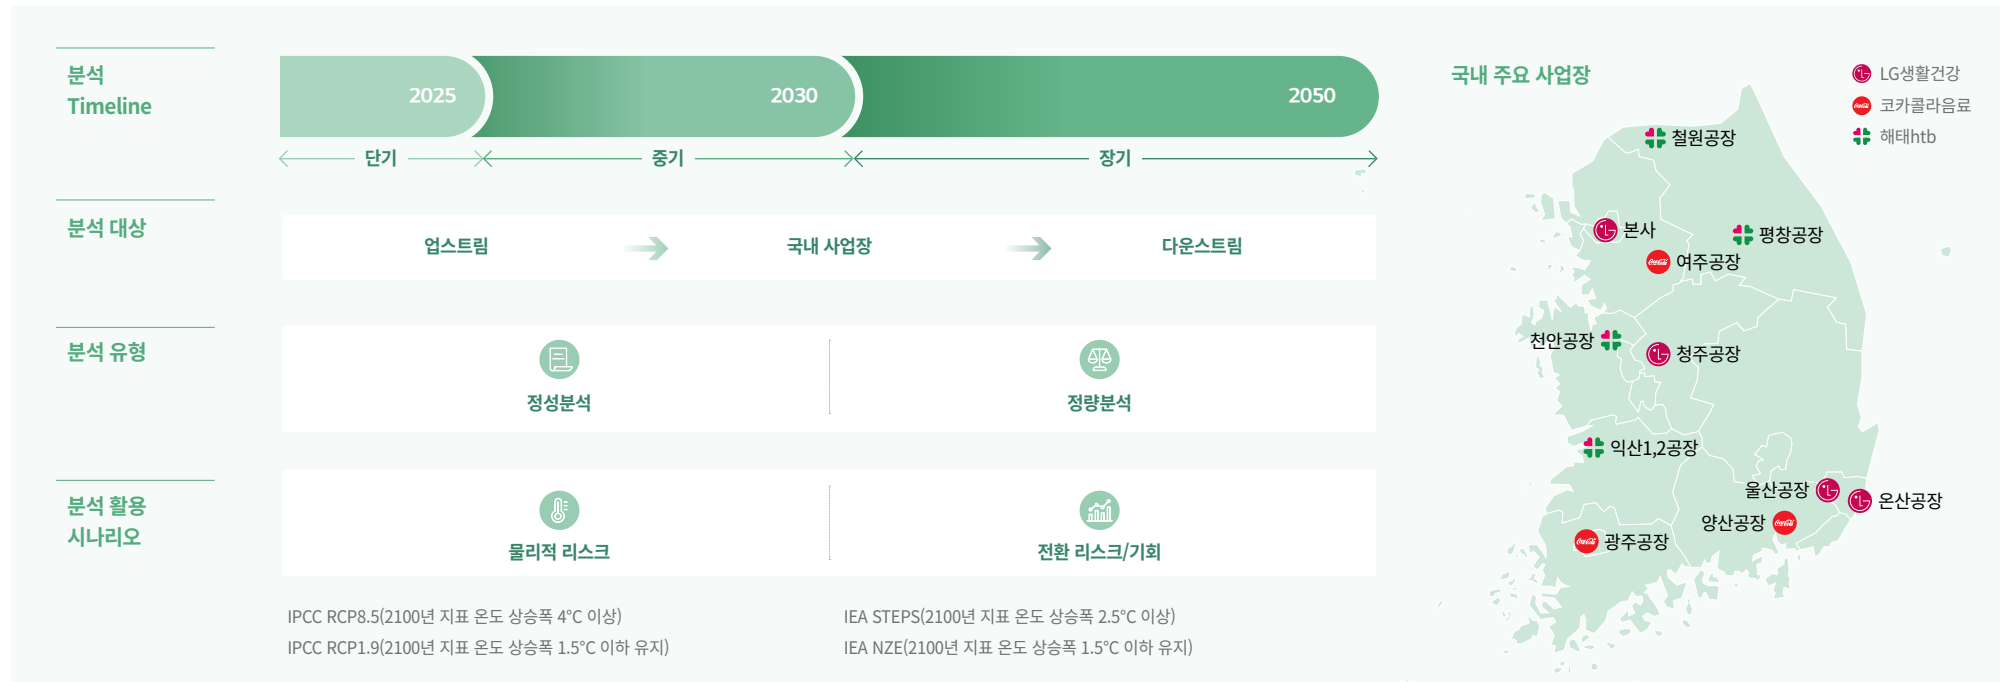 분석
Timeline
2025
2030
2050
단기
중기
장기
분석 대상
업스트림
국내 사업장
다운스트림
분석 유형
정성분석
정량분석
분석 활용
시나리오
물리적 리스크
전환 리스크/기회
IPCC RCP8.5(2100년 지표 온도 상승폭 4°C 이상)
IPCC RCP1.9(2100년 지표 온도 상승폭 1.5°C 이하 유지)
IEA STEPS(2100년 지표 온도 상승폭 2.5°C 이상)
IEA NZE(2100년 지표 온도 상승폭 1.5°C 이하 유지)
국내 주요 사업장
LG생활건강
코카콜라음료
해태htb
철원공장
본사
평창공장
여주공장
천안공장
청주공장
익산1,2공장
울산공장
온산공장
양산공장
광주공장